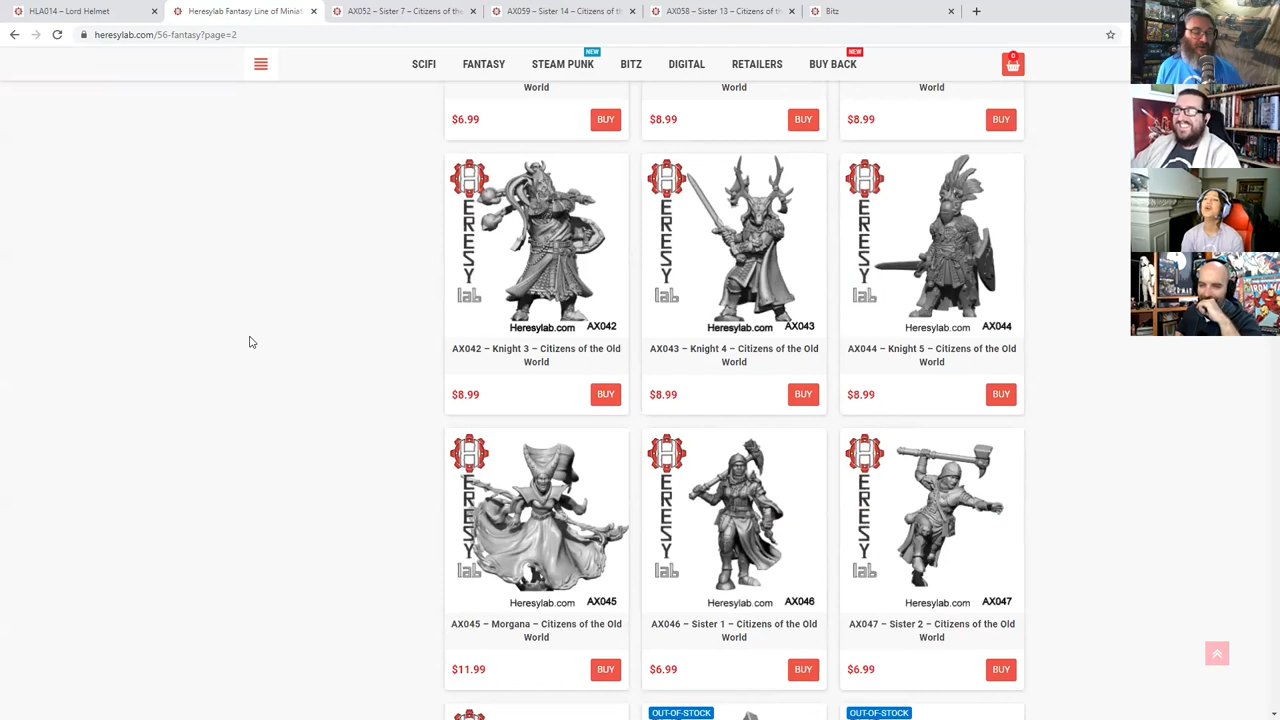 HLA014 – Lord Helmet
Heresylab Fantasy Line of Miniat
AX052 – Sister 7 – Citizens of the
AX059 – Sister 14 – Citizens of th
AX058 – Sister 13 – Citizens of th
Bitz
heresylab.com/56-fantasy?page=2
NEW
NEW
0
SCIFI
FANTASY
STEAM PUNK
BITZ
DIGITAL
RETAILERS
BUY BACK
World
World
World
$6.99
BUY
$8.99
BUY
$8.99
BUY
HERESY
lab
Heresylab.com
AX042
HERESY
lab
Heresylab.com
AX043
HERESY
lab
Heresylab.com
AX044
AX042 – Knight 3 – Citizens of the Old
World
AX043 – Knight 4 – Citizens of the Old
World
AX044 – Knight 5 – Citizens of the Old
World
$8.99
BUY
$8.99
BUY
$8.99
BUY
HERESY
lab
Heresylab.com
AX045
HERESY
lab
Heresylab.com
AX046
HERESY
lab
Heresylab.com
AX047
AX045 – Morgana – Citizens of the Old
World
AX046 – Sister 1 – Citizens of the Old
World
AX047 – Sister 2 – Citizens of the Old
World
$11.99
BUY
$6.99
BUY
$6.99
BUY
OUT-OF-STOCK
OUT-OF-STOCK